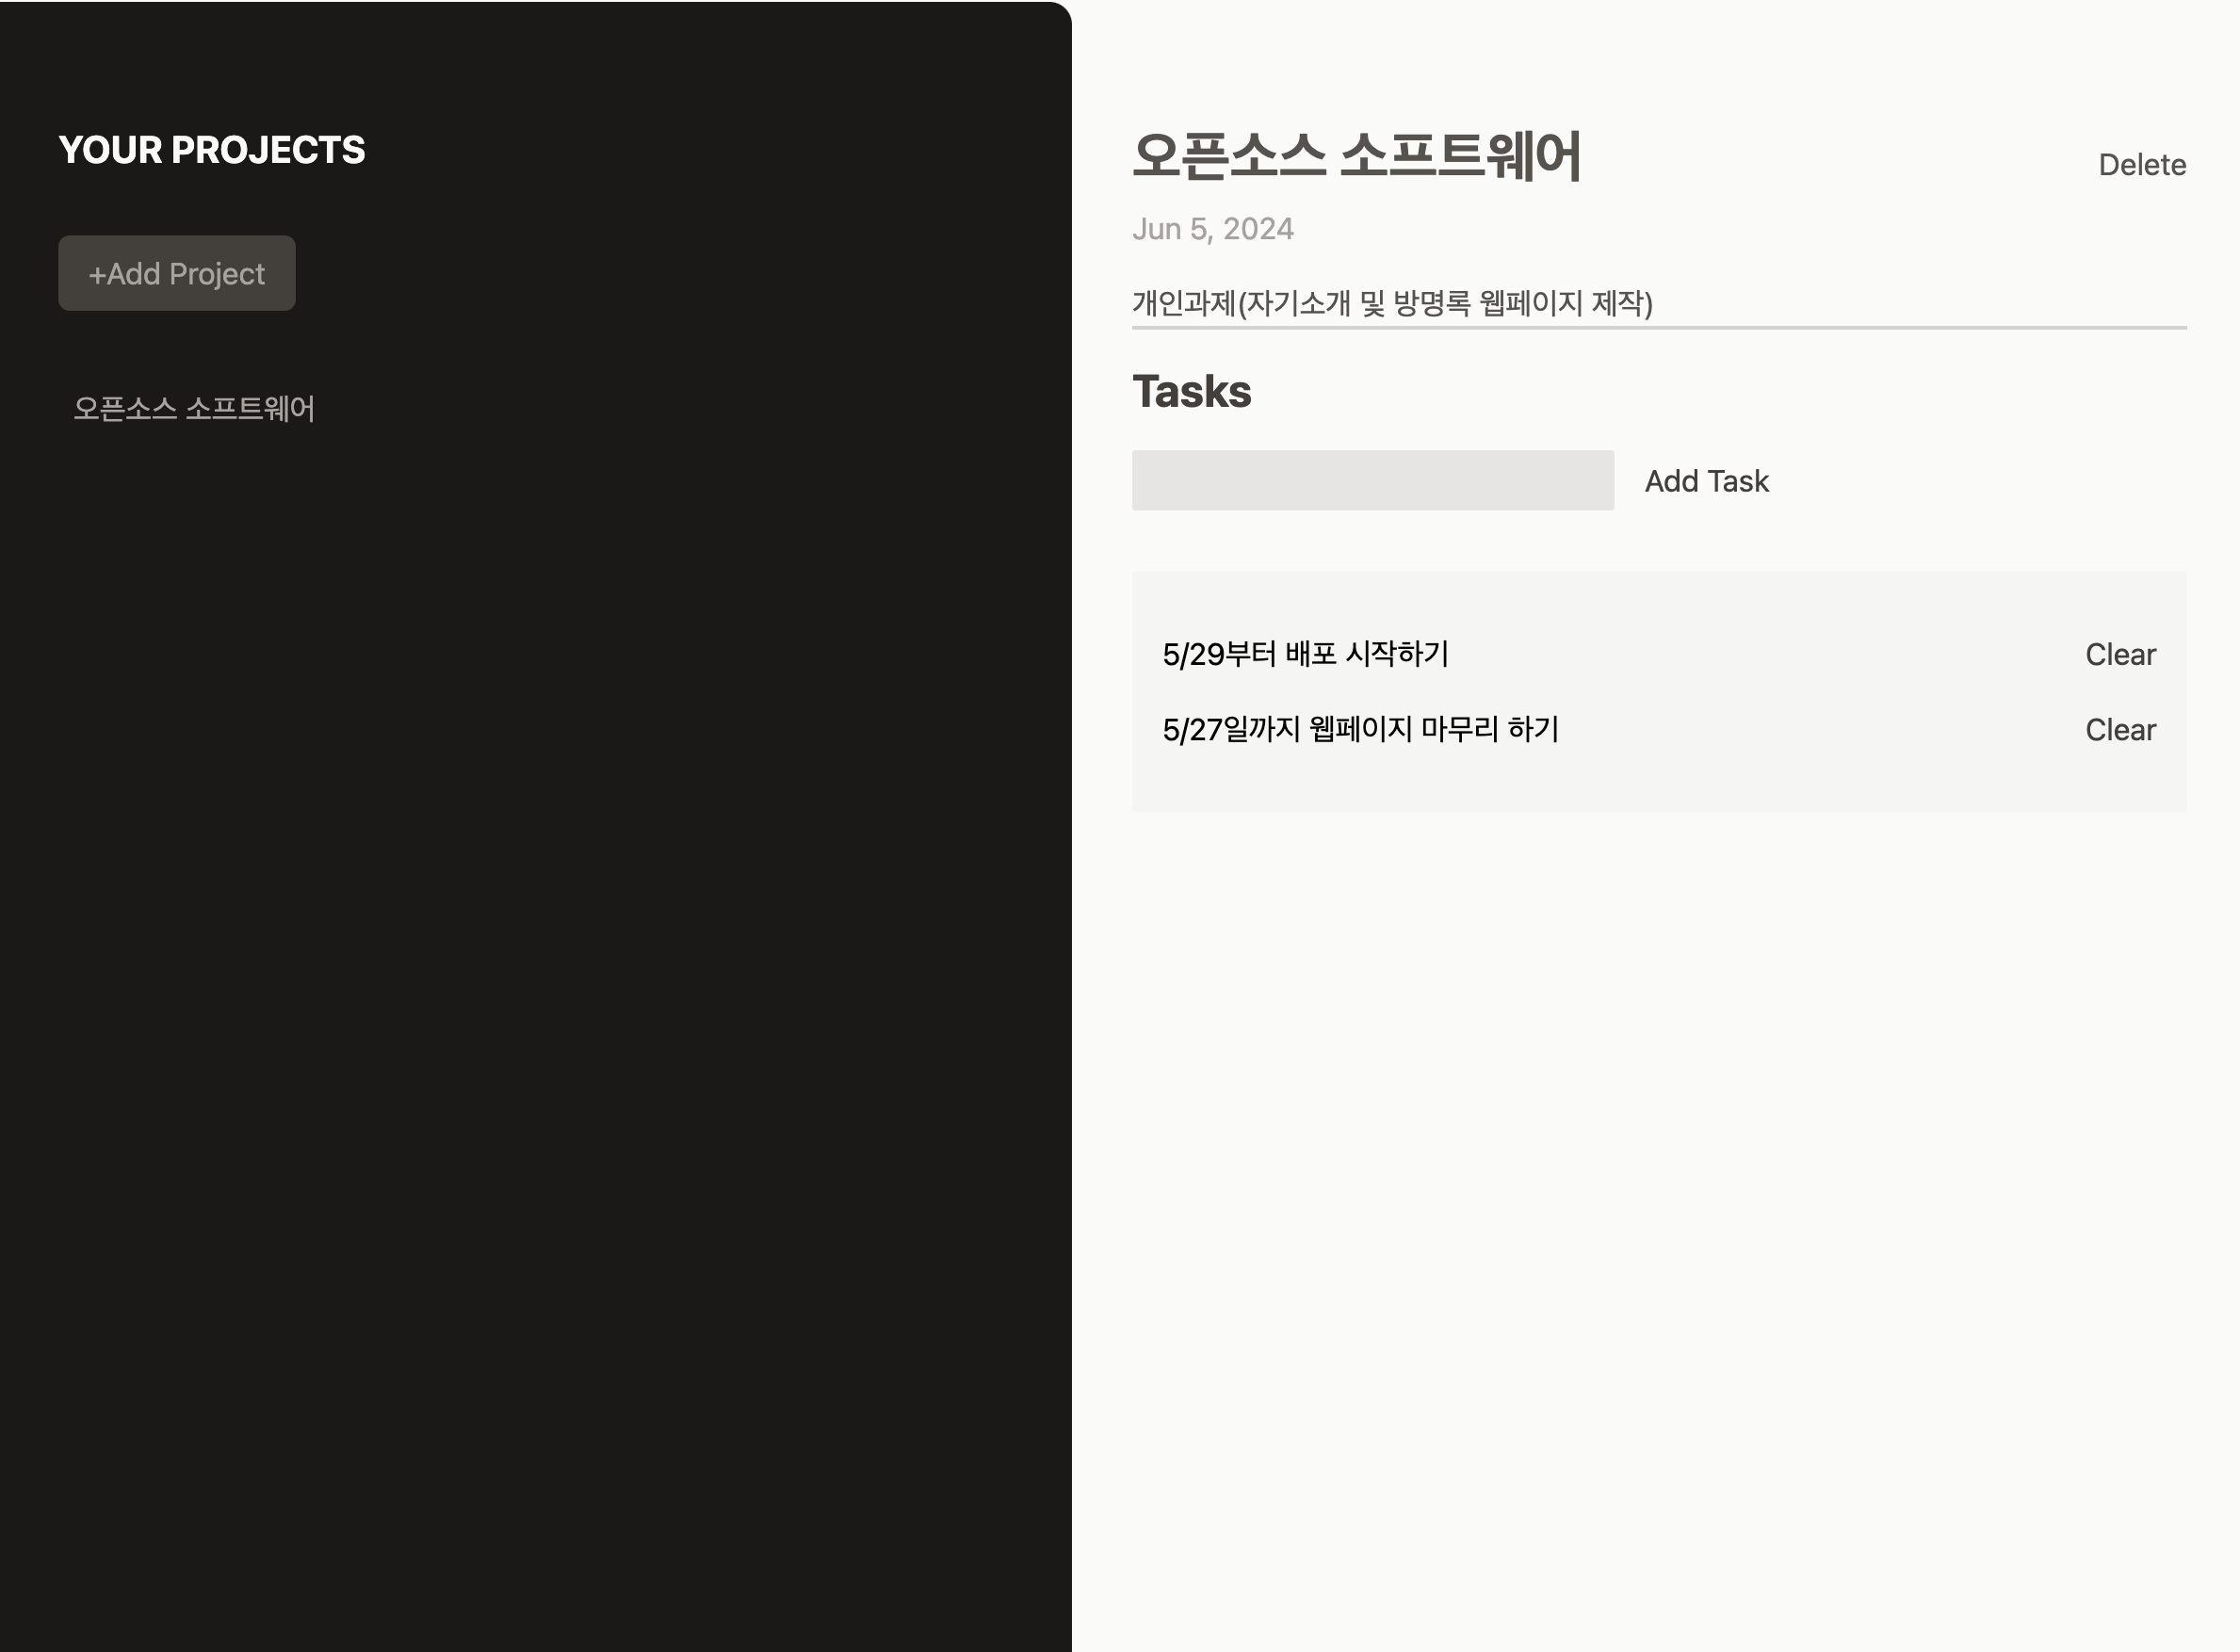 YOUR PROJECTS
+Add Project
오픈소스 소프트웨어
오픈소스 소프트웨어
Delete
Jun 5, 2024
개인과제(자기소개 및 방명록 웹페이지 제작)
Tasks
Add Task
5/29부터 배포 시작하기
Clear
5/27일까지 웹페이지 마무리 하기
Clear